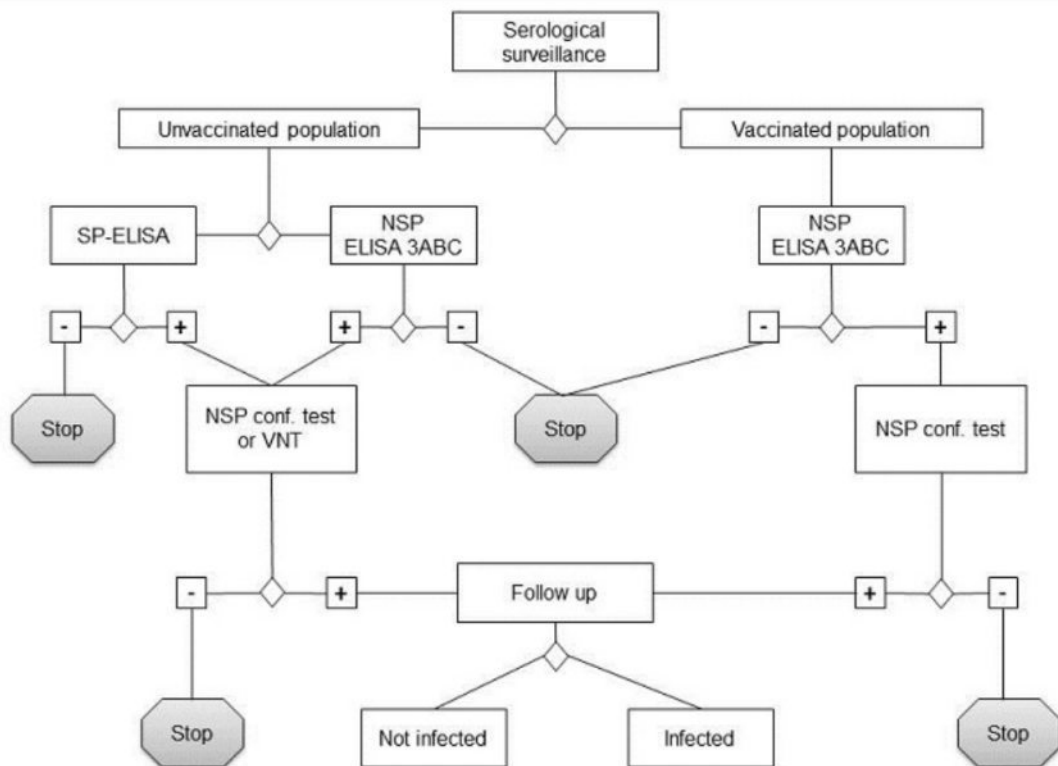 Serological
surveillance
Unvaccinated population
Vaccinated population
SP-ELISA
NSP
ELISA 3ABC
NSP
ELISA 3ABC
-
+
+
-
-
+
Stop
NSP conf. test
or VNT
Stop
NSP conf. test
-
+
Follow up
+
-
Stop
Not infected
Infected
Stop